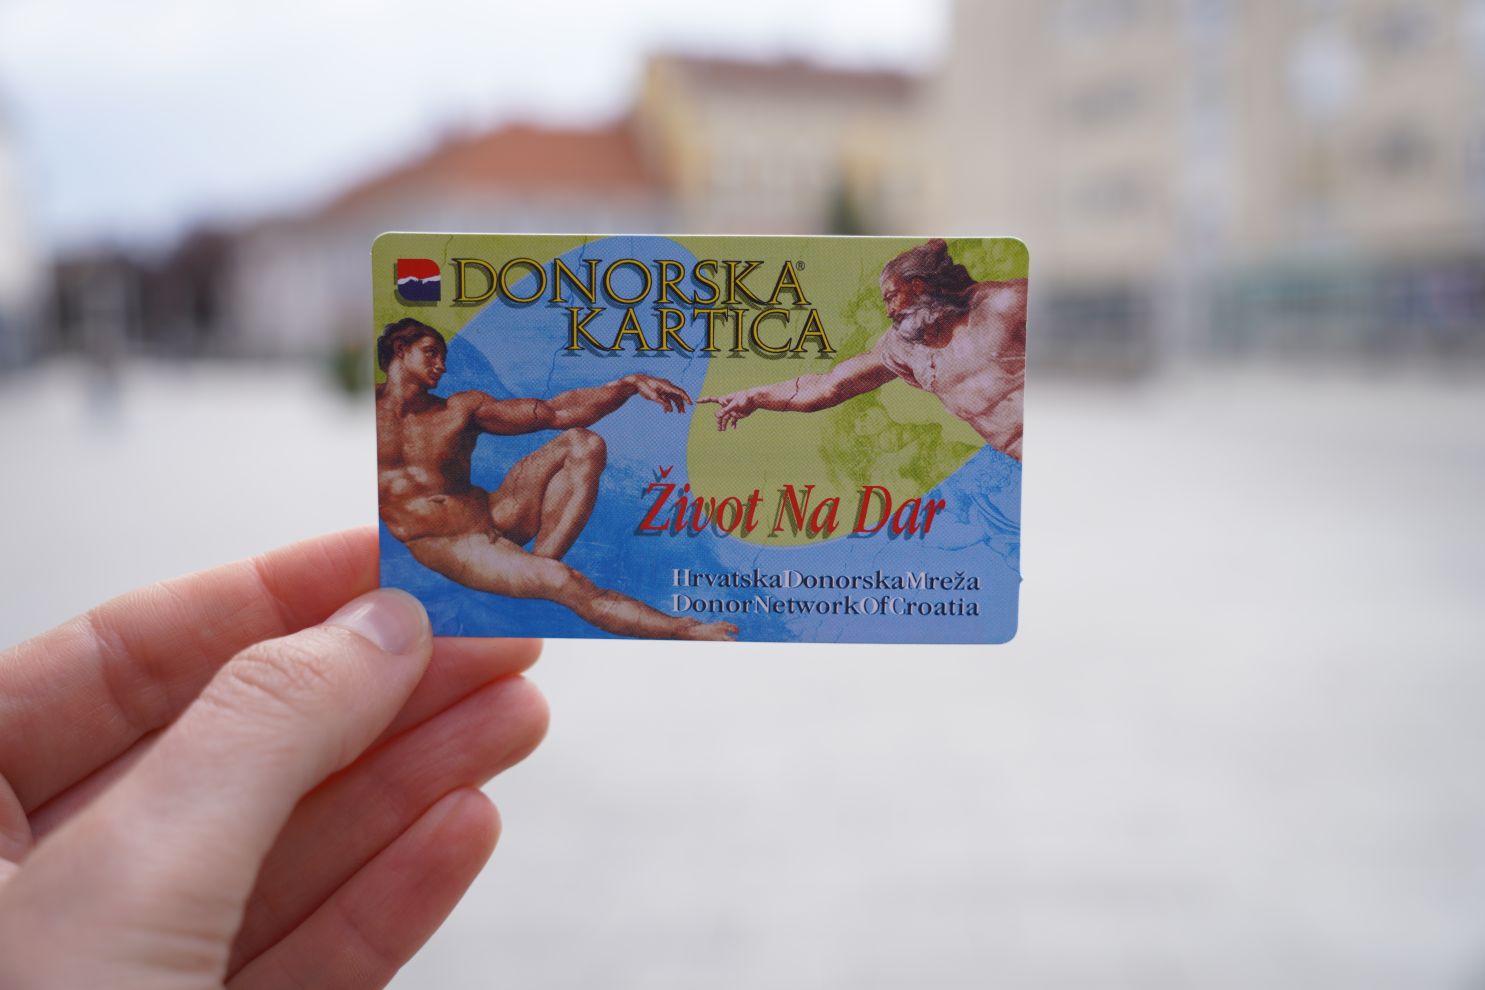 DONORSKA®
KARTICA
Život Na Dar
HrvatskaDonorskaMreža
DonorNetworkOfCroatia